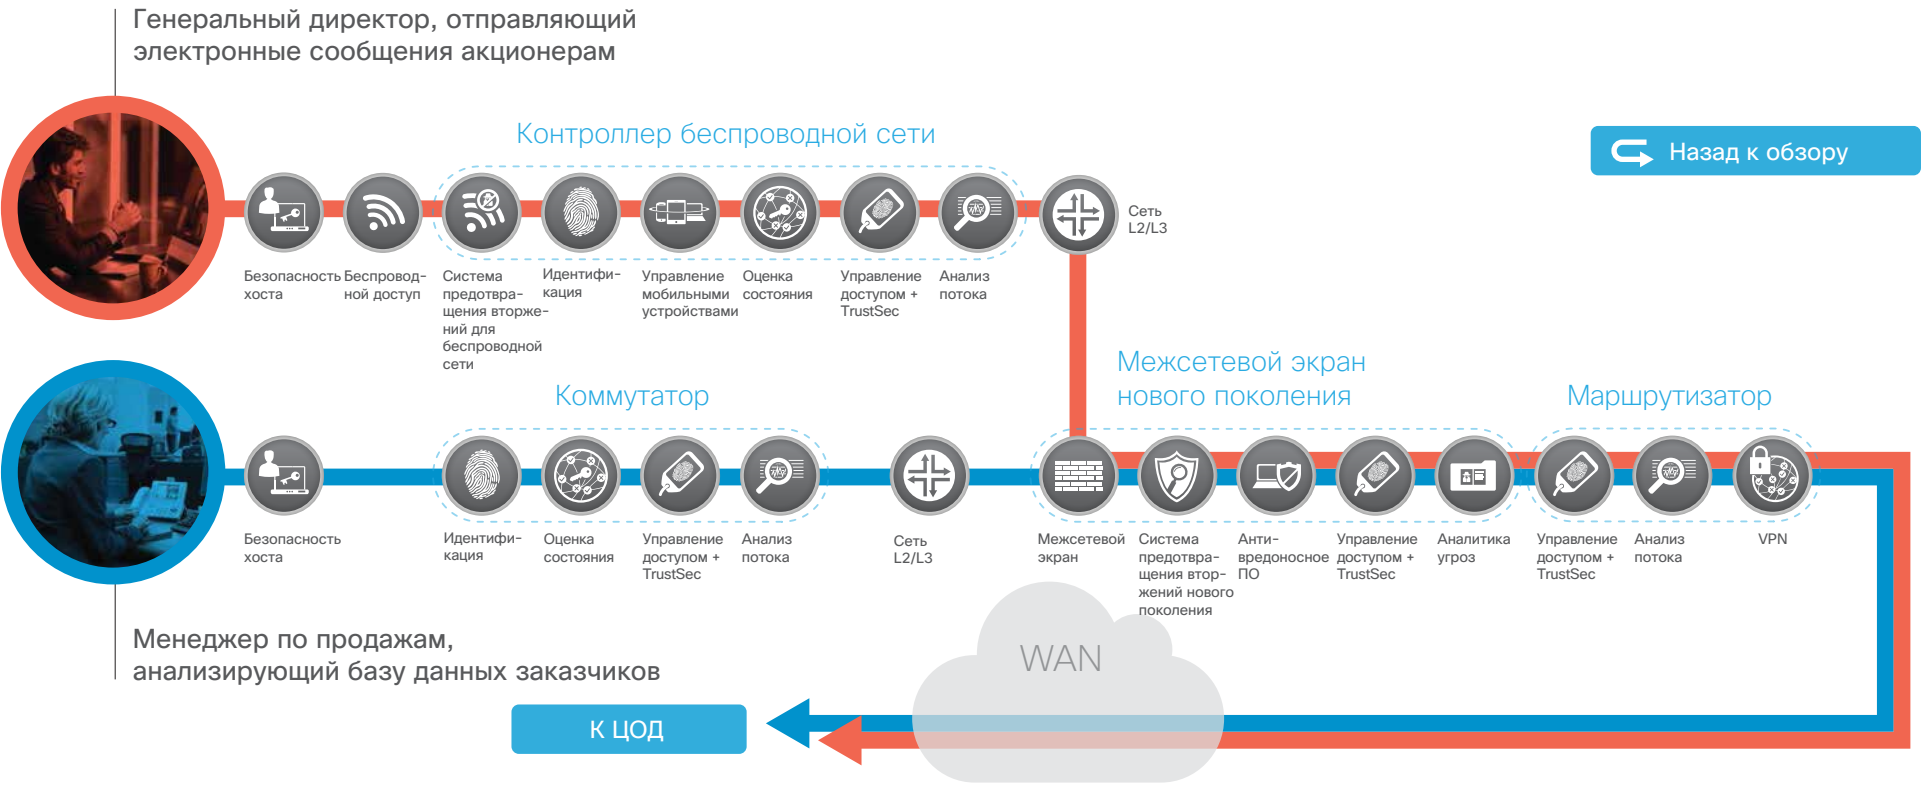 Генеральный директор, отправляющий
электронные сообщения акционерам
Контроллер беспроводной сети
Назад к обзору
Сеть
L2/L3
Безопасность
хоста
Беспровод-
ной доступ
Система
предотвра-
щения вторже-
ний для
беспроводной
сети
Идентифи-
кация
Управление
мобильными
устройствами
Оценка
состояния
Управление
доступом +
TrustSec
Анализ
потока
Межсетевой экран
нового поколения
Коммутатор
Маршрутизатор
Безопасность
хоста
Идентифи-
кация
Оценка
состояния
Управление
доступом +
TrustSec
Анализ
потока
Сеть
L2/L3
Межсетевой
экран
Система
предотвра-
щения втор-
жений нового
поколения
Анти-
вредоносное
ПО
Управление
доступом +
TrustSec
Аналитика
угроз
Управление
доступом +
TrustSec
Анализ
потока
VPN
Менеджер по продажам,
анализирующий базу данных заказчиков
WAN
К ЦОД